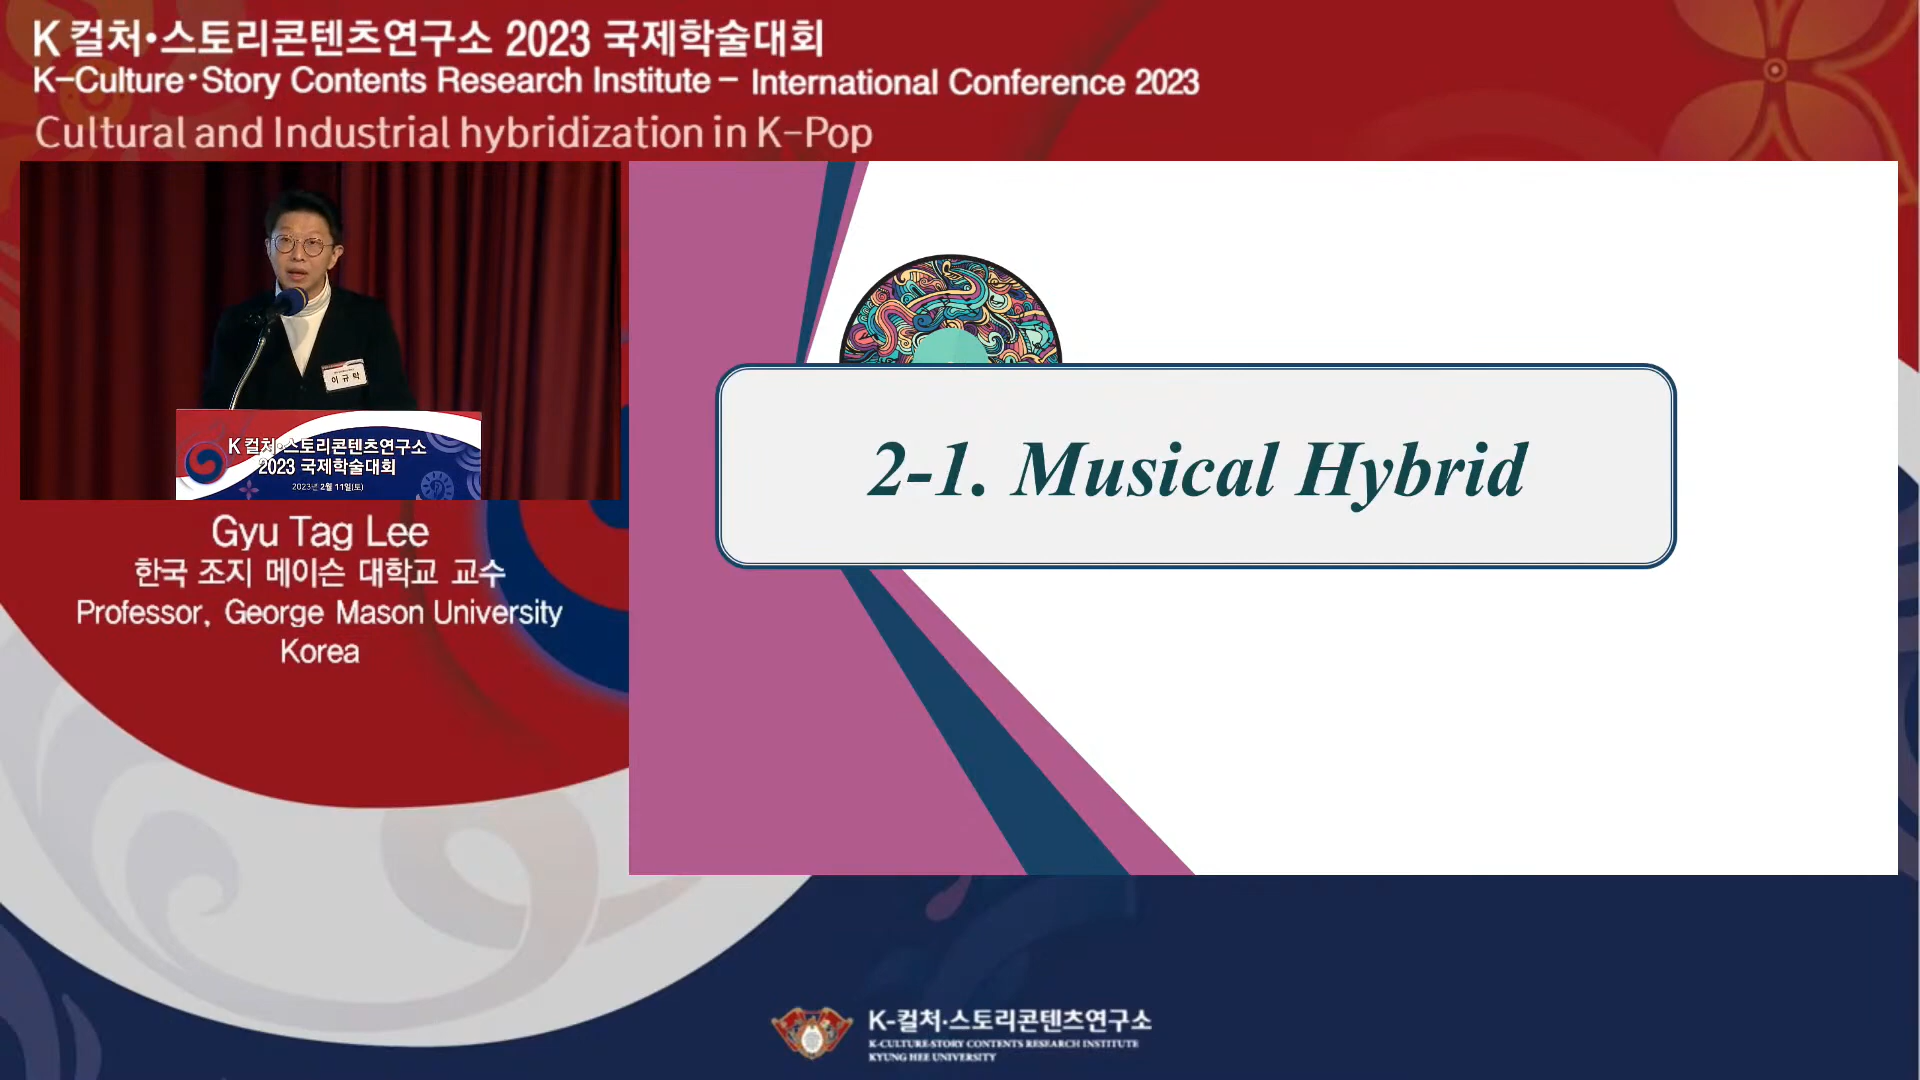 K 컬처•스토리콘텐츠연구소 2023 국제학술대회
K-Culture•Story Contents Research Institute - International Conference 2023
Cultural and Industrial hybridization in K-Pop
이규탁
K 컬처•스토리콘텐츠연구소
2023 국제학술대회
2023년 2월 11일(토)
Gyu Tag Lee
한국 조지 메이슨 대학교 교수
Professor, George Mason University
Korea
2-1. Musical Hybrid
K-컬처·스토리콘텐츠연구소
K-CULTURE·STORY CONTENTS RESEARCH INSTITUTE
KYUNG HEE UNIVERSITY